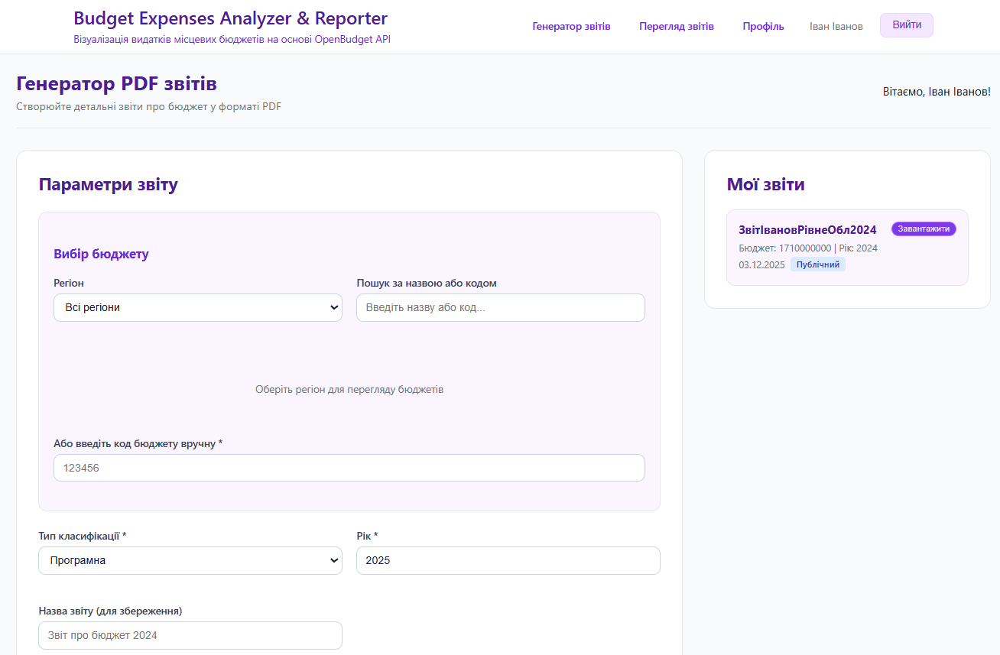 Budget Expenses Analyzer & Reporter
Візуалізація видатків місцевих бюджетів на основі OpenBudget API
Генератор звітів
Перегляд звітів
Профіль
Іван Іванов
Вийти
Генератор PDF звітів
Створюйте детальні звіти про бюджет у форматі PDF
Вітаємо, Іван Іванов!
Параметри звіту
Вибір бюджету
Регіон
Всі регіони
Пошук за назвою або кодом
Введіть назву або код...
Оберіть регіон для перегляду бюджетів
Або введіть код бюджету вручну *
123456
Тип класифікації *
Програмна
Рік *
2025
Назва звіту (для збереження)
Звіт про бюджет 2024
Мої звіти
ЗвітІвановРівнеОбл2024
Завантажити
Бюджет: 1710000000 | Рік: 2024
03.12.2025
Публічний